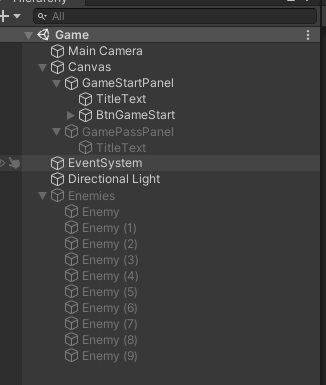 Hierarchy
All
Game
Main Camera
Canvas
GameStartPanel
TitleText
BtnGameStart
GamePassPanel
TitleText
EventSystem
Directional Light
Enemies
Enemy
Enemy (1)
Enemy (2)
Enemy (3)
Enemy (4)
Enemy (5)
Enemy (6)
Enemy (7)
Enemy (8)
Enemy (9)